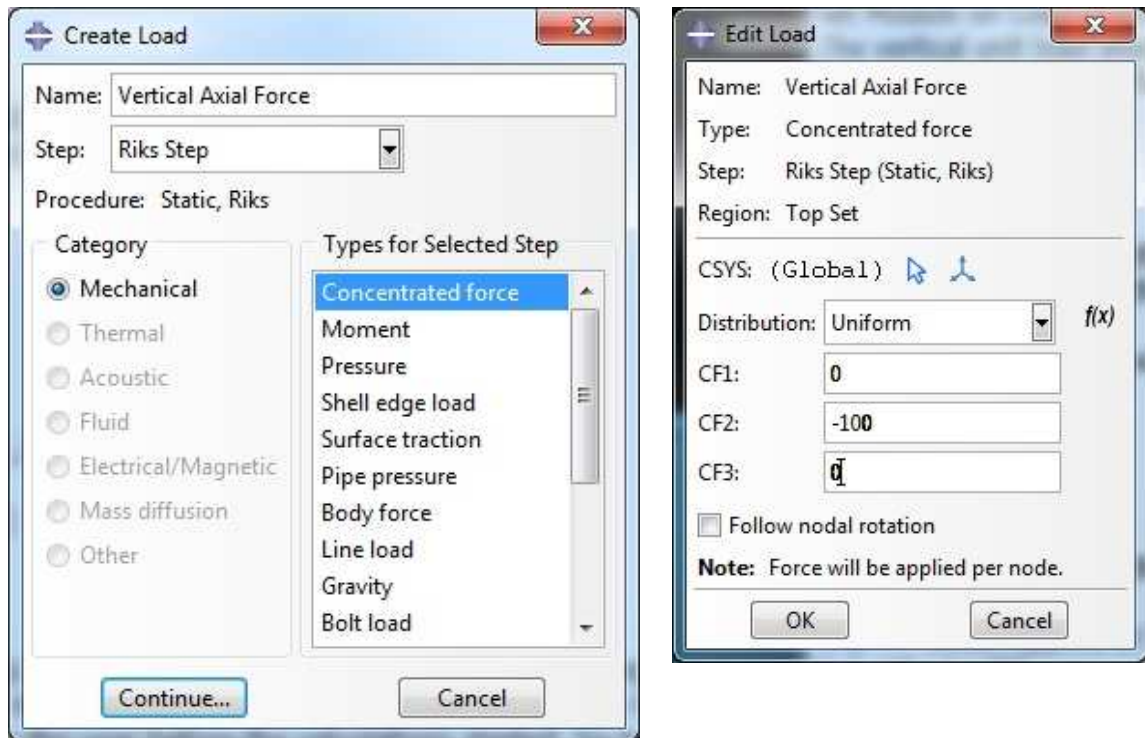 Create Load
Name: Vertical Axial Force
Step: Riks Step
Procedure: Static, Riks
Category
Mechanical
Thermal
Acoustic
Fluid
Electrical/Magnetic
Mass diffusion
Other
Types for Selected Step
Concentrated force
Moment
Pressure
Shell edge load
Surface traction
Pipe pressure
Body force
Line load
Gravity
Bolt load
Continue...
Cancel
Edit Load
Name: Vertical Axial Force
Type: Concentrated force
Step: Riks Step (Static, Riks)
Region: Top Set
CSYS: (Global)
Distribution: Uniform f(x)
CF1: 0
CF2: -100
CF3: 0
Follow nodal rotation
Note: Force will be applied per node.
OK Cancel